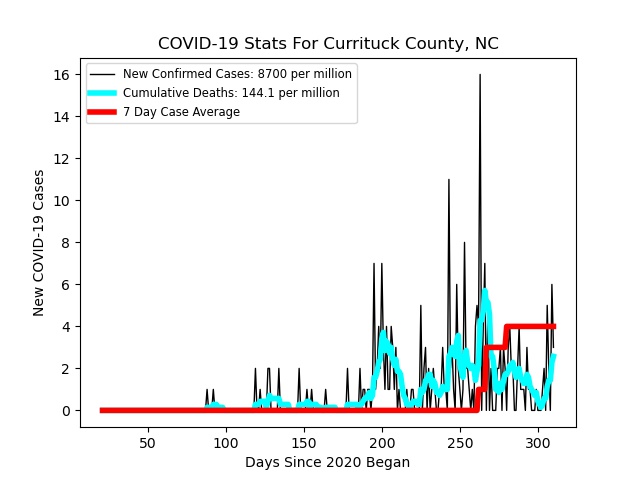 COVID-19 Stats For Currituck County, NC
New Confirmed Cases: 8700 per million
Cumulative Deaths: 144.1 per million
7 Day Case Average
16
14
12
10
8
6
4
2
0
New COVID-19 Cases
50 100 150 200 250 300
Days Since 2020 Began